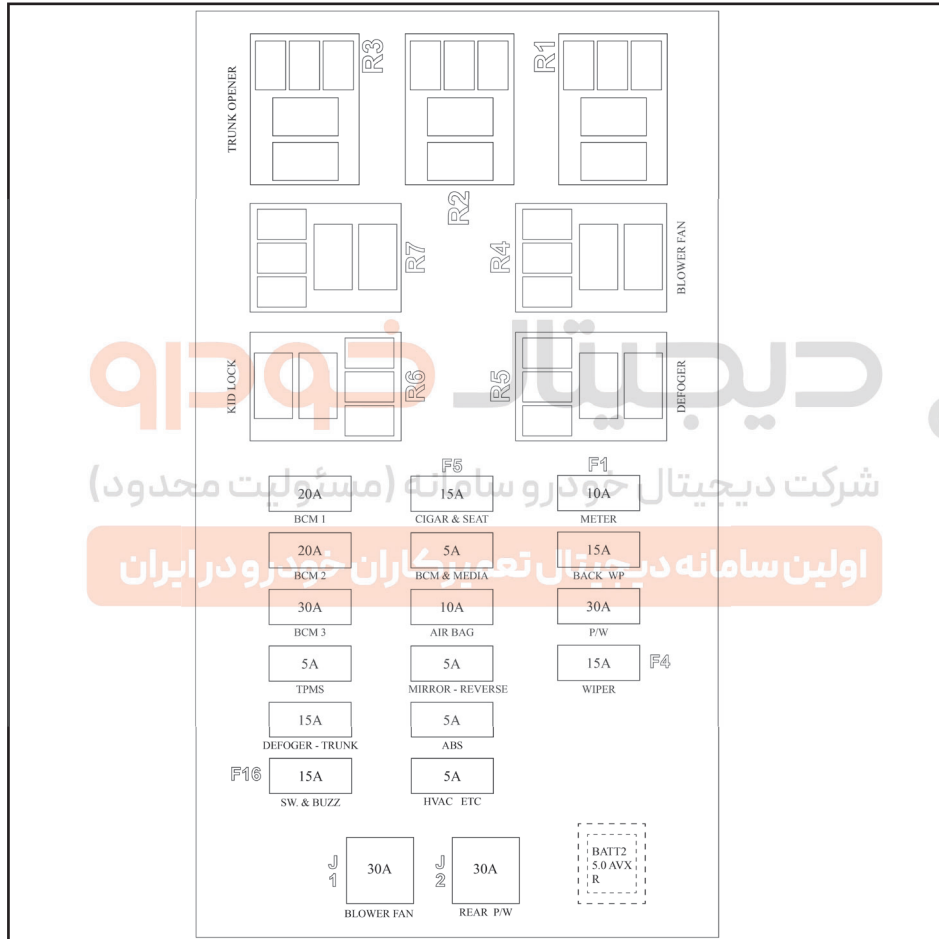 R3
R1
TRUNK OPENER
R2
R7
R4
BLOWER FAN
KID LOCK
R6
R5
DEFOGER
دیجیتال خودرو
شرکت دیجیتال خودرو سامانه (مسئولیت محدود)
اولین سامانه دیجیتال تعمیرکاران خودرو در ایران
F5
F1
20A
15A
10A
BCM 1
CIGAR & SEAT
METER
20A
5A
15A
BCM 2
BCM & MEDIA
BACK WP
30A
10A
30A
BCM 3
AIR BAG
P/W
5A
5A
15A
F4
TPMS
MIRROR - REVERSE
WIPER
15A
5A
DEFOGER - TRUNK
ABS
F16
15A
5A
SW. & BUZZ
HVAC ETC
J1
30A
J2
30A
BLOWER FAN
REAR P/W
BATT2
5.0 AVX
R